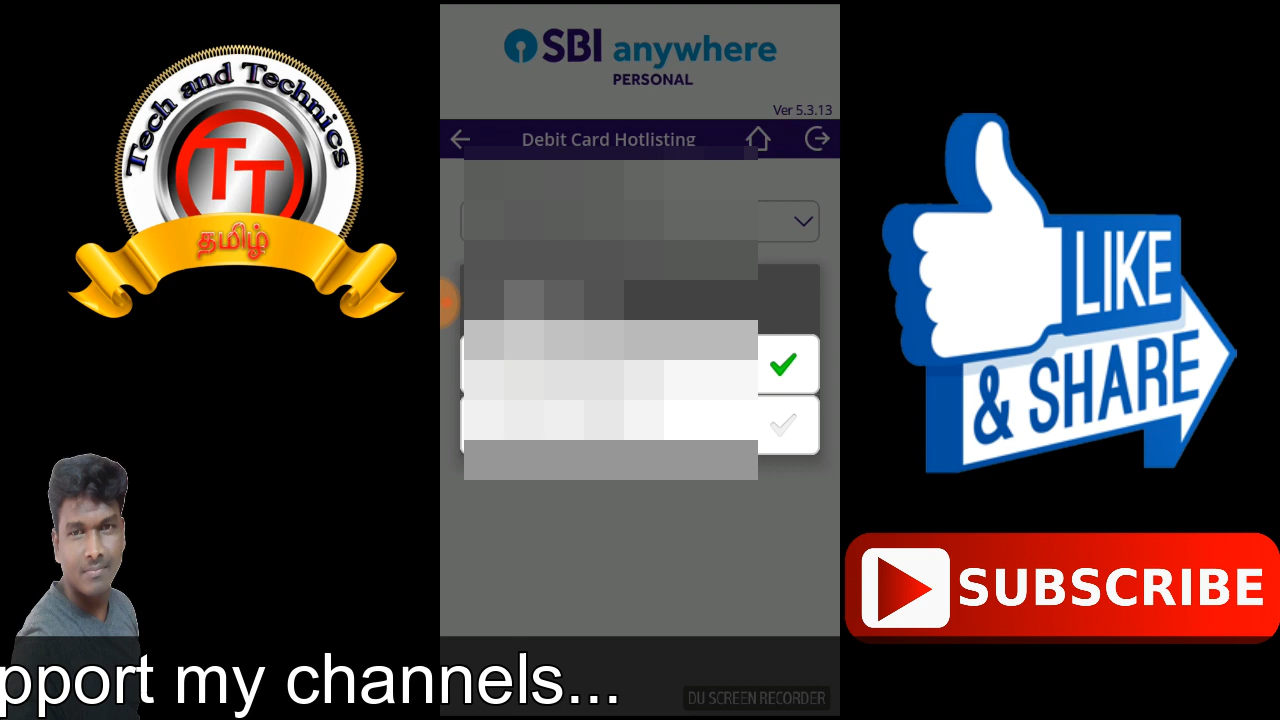 Tech and Technics
TT
தமிழ்
SBI anywhere
PERSONAL
Ver 5.3.13
Debit Card Hotlisting
LIKE
& SHARE
SUBSCRIBE
pport my channels...
DU SCREEN RECORDER